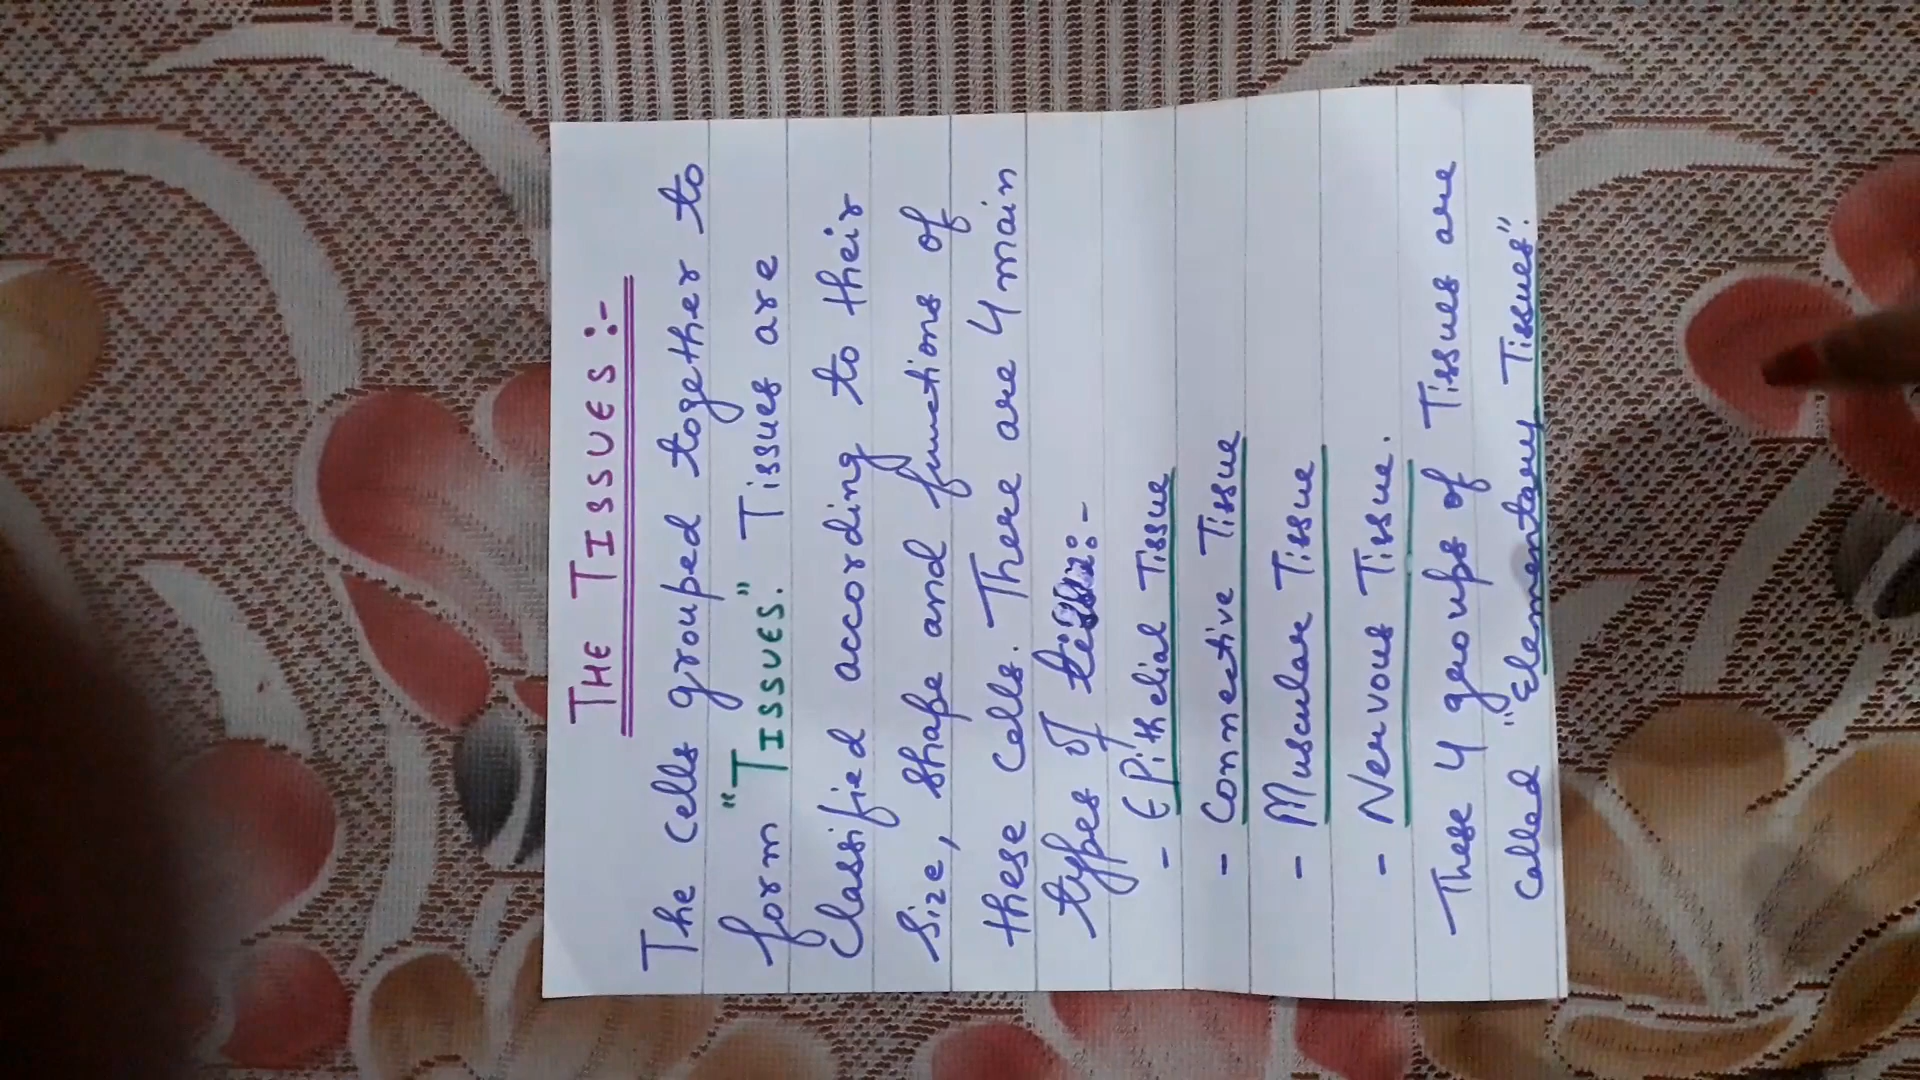 THE TISSUES:-
The cells grouped together to
form "TISSUES." Tissues are
Classified according to their
Size, Shape and functions of
these Cells. There are 4 main
types of tissue:-
- Epithelial Tissue
- Connective Tissue
- Muscular Tissue
- Nervous Tissue.
These 4 groups of Tissues are
Called "Elementary Tissues".